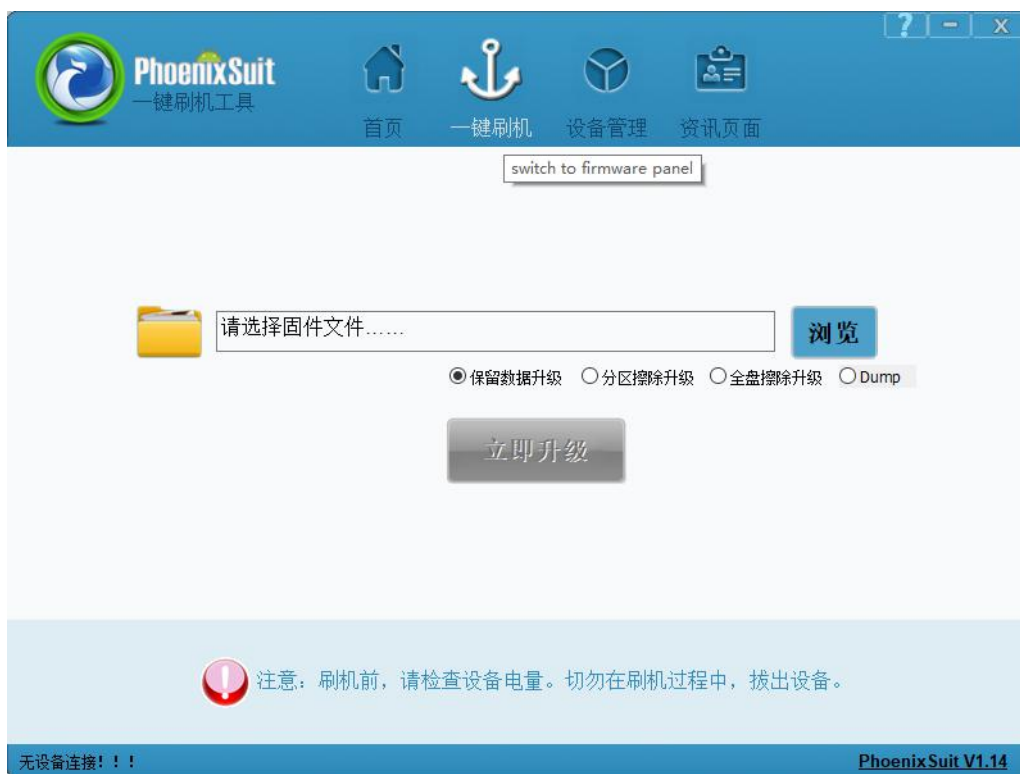 ? - x
PhoenixSuit
一键刷机工具
首页 一键刷机 设备管理 资讯页面
switch to firmware panel
请选择固件文件…… 浏览
保留数据升级 分区擦除升级 全盘擦除升级 Dump
立即升级
注意：刷机前，请检查设备电量。切勿在刷机过程中，拔出设备。
无设备连接！！！ PhoenixSuit V1.14